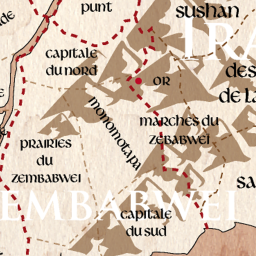 punt
sushan
Ira
capitale
du nord
or
des
de la
monomotapa
marches du
zebabwei
prairies
du
zembabwei
sa
embabwei
capitale
du sud